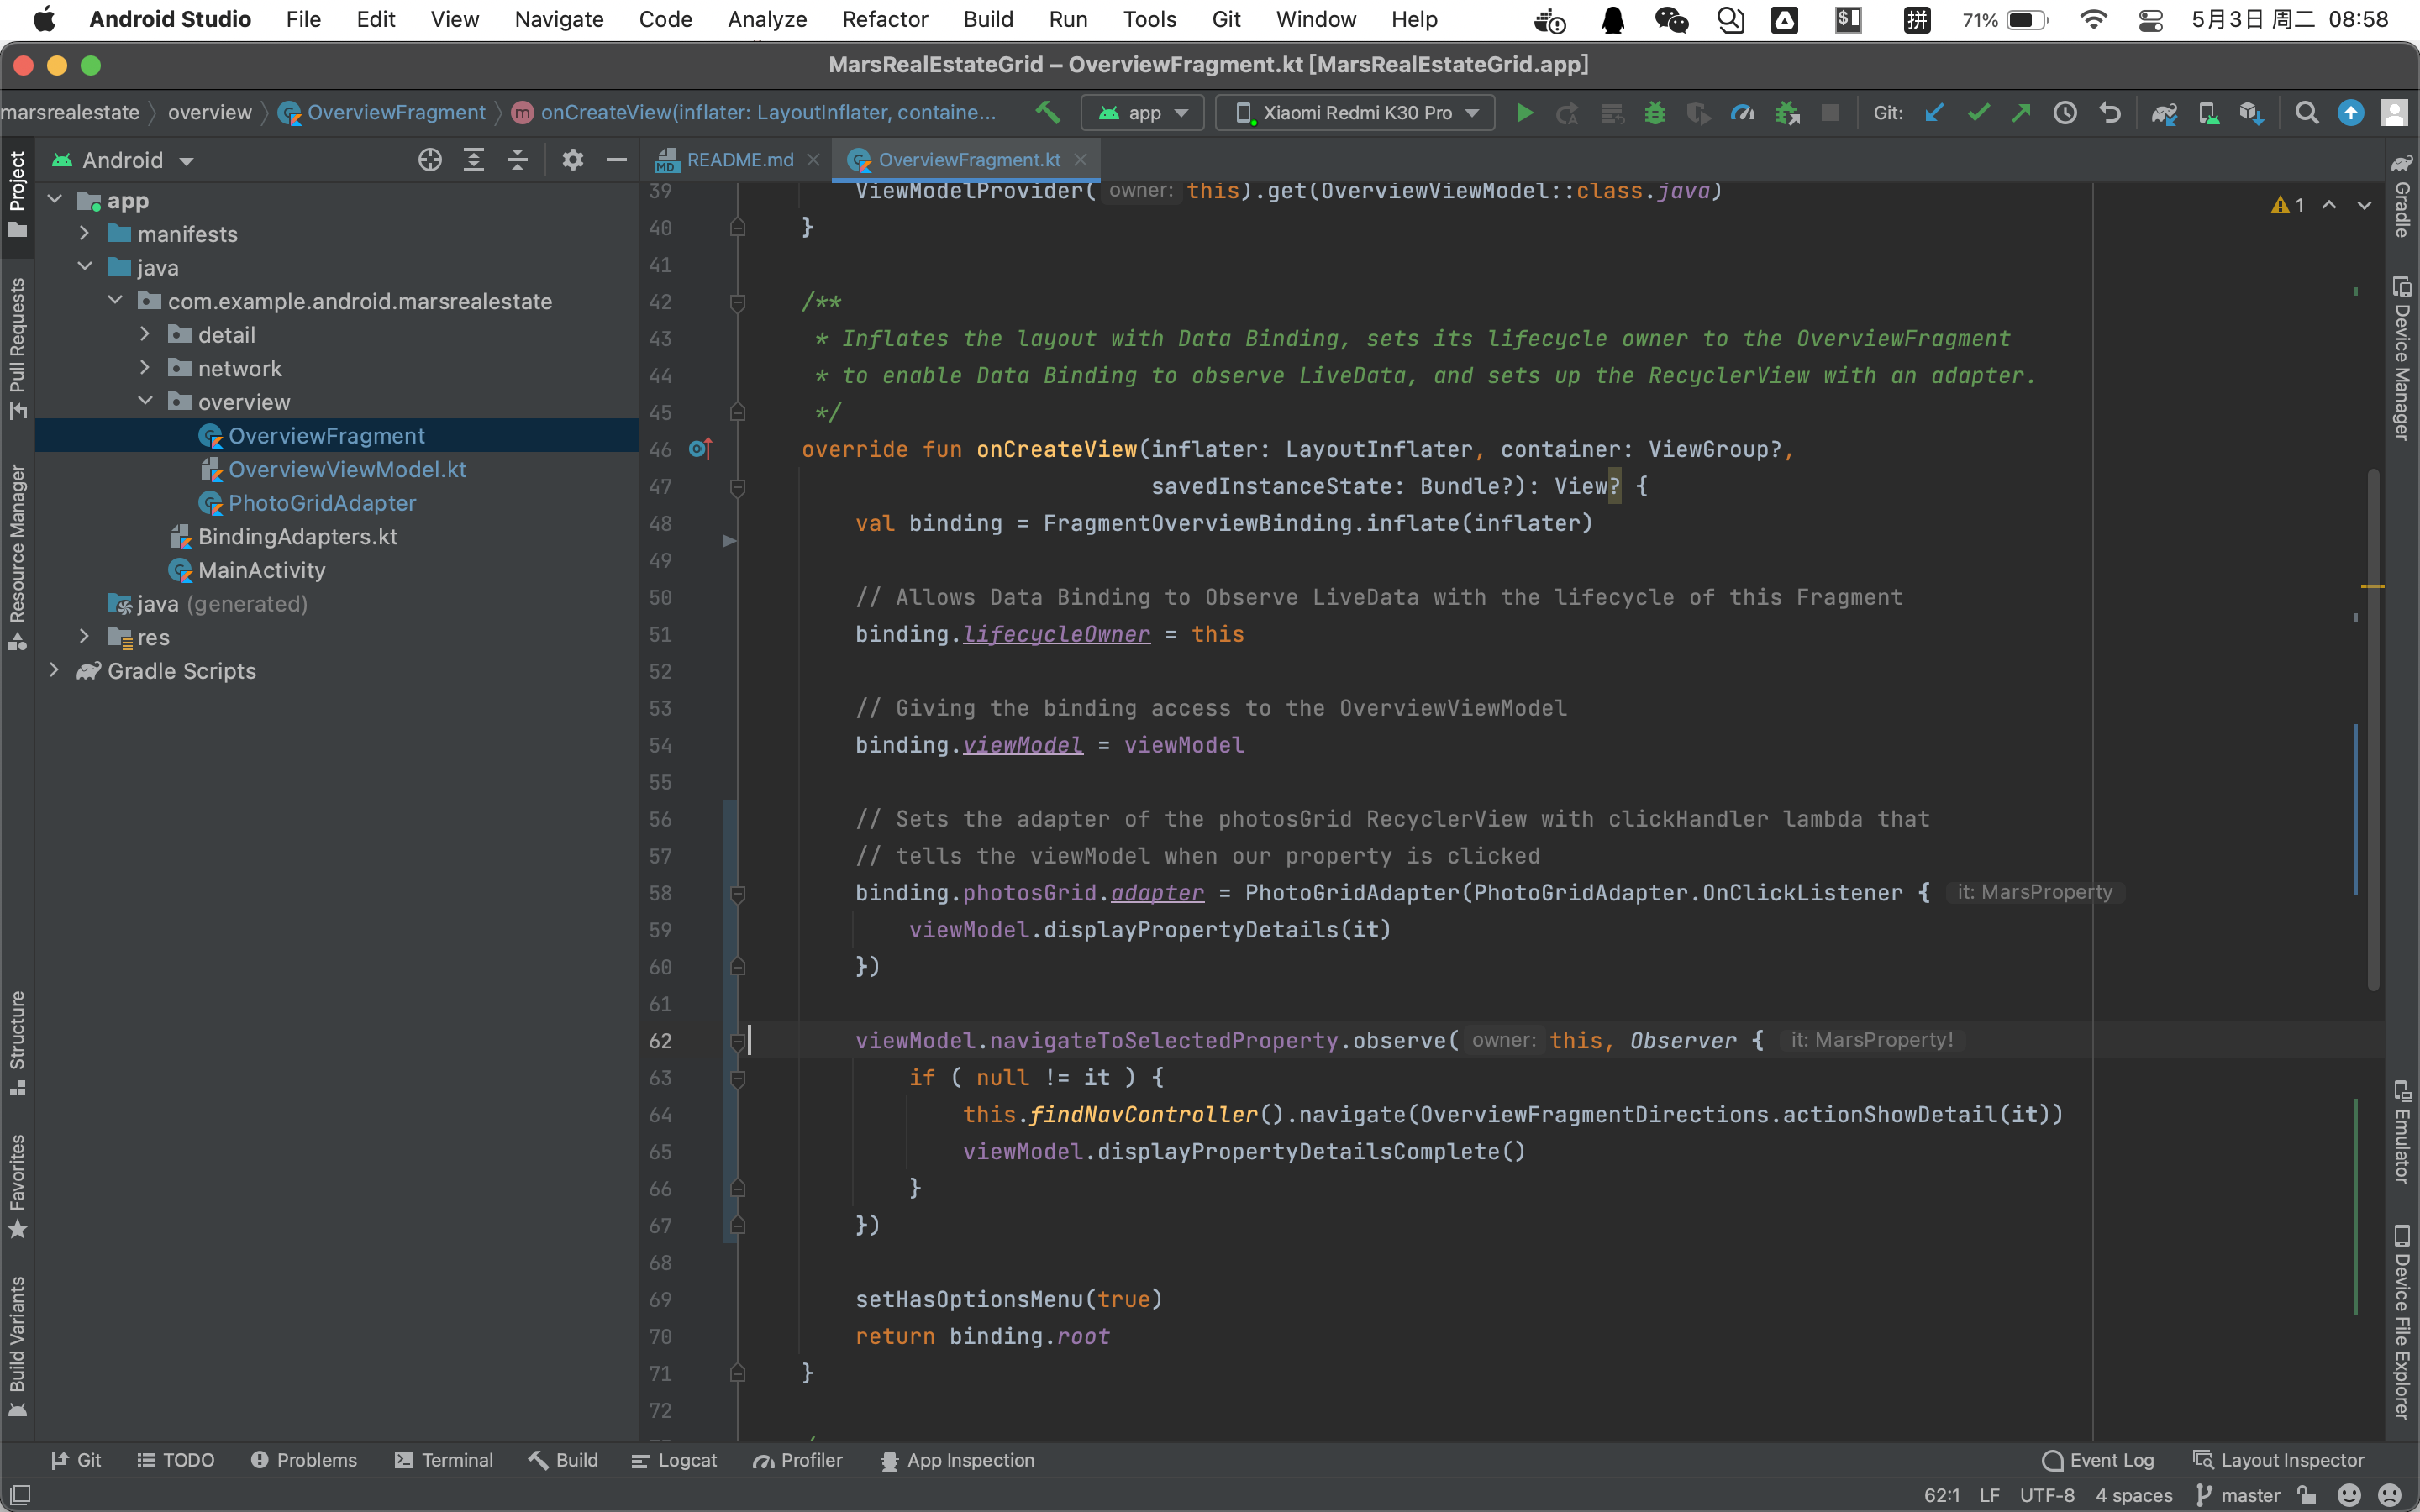 Android Studio File Edit View Navigate Code Analyze Refactor Build Run Tools Git Window Help 拼 71% 5月3日 周二 08:58
MarsRealEstateGrid – OverviewFragment.kt [MarsRealEstateGrid.app]
marsrealestate overview OverviewFragment onCreateView(inflater: LayoutInflater, containe... app Xiaomi Redmi K30 Pro Git:
Android
README.md OverviewFragment.kt
app
manifests
java
com.example.android.marsrealestate
detail
network
overview
OverviewFragment
OverviewViewModel.kt
PhotoGridAdapter
BindingAdapters.kt
MainActivity
java (generated)
res
Gradle Scripts
Project
Pull Requests
Resource Manager
Structure
Favorites
Build Variants
39 ViewModelProvider( owner: this).get(OverviewViewModel::class.java)
40 }
41
42 /**
43 * Inflates the layout with Data Binding, sets its lifecycle owner to the OverviewFragment
44 * to enable Data Binding to observe LiveData, and sets up the RecyclerView with an adapter.
45 */
46 override fun onCreateView(inflater: LayoutInflater, container: ViewGroup?,
47 savedInstanceState: Bundle?): View? {
48 val binding = FragmentOverviewBinding.inflate(inflater)
49
50 // Allows Data Binding to Observe LiveData with the lifecycle of this Fragment
51 binding.lifecycleOwner = this
52
53 // Giving the binding access to the OverviewViewModel
54 binding.viewModel = viewModel
55
56 // Sets the adapter of the photosGrid RecyclerView with clickHandler lambda that
57 // tells the viewModel when our property is clicked
58 binding.photosGrid.adapter = PhotoGridAdapter(PhotoGridAdapter.OnClickListener { it: MarsProperty
59 viewModel.displayPropertyDetails(it)
60 })
61
62 viewModel.navigateToSelectedProperty.observe( owner: this, Observer { it: MarsProperty!
63 if ( null != it ) {
64 this.findNavController().navigate(OverviewFragmentDirections.actionShowDetail(it))
65 viewModel.displayPropertyDetailsComplete()
66 }
67 })
68
69 setHasOptionsMenu(true)
70 return binding.root
71 }
72
1
Gradle
Device Manager
Emulator
Device File Explorer
Git TODO Problems Terminal Build Logcat Profiler App Inspection Event Log Layout Inspector
62:1 LF UTF-8 4 spaces master